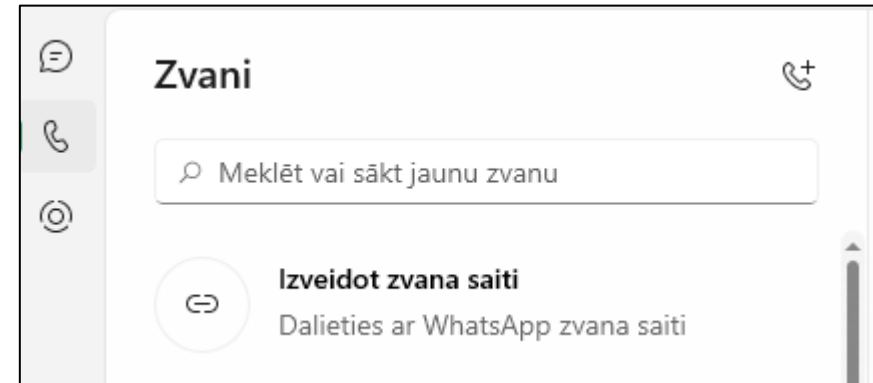 Zvani
Meklēt vai sākt jaunu zvanu
Izveidot zvana saiti
Dalieties ar WhatsApp zvana saiti